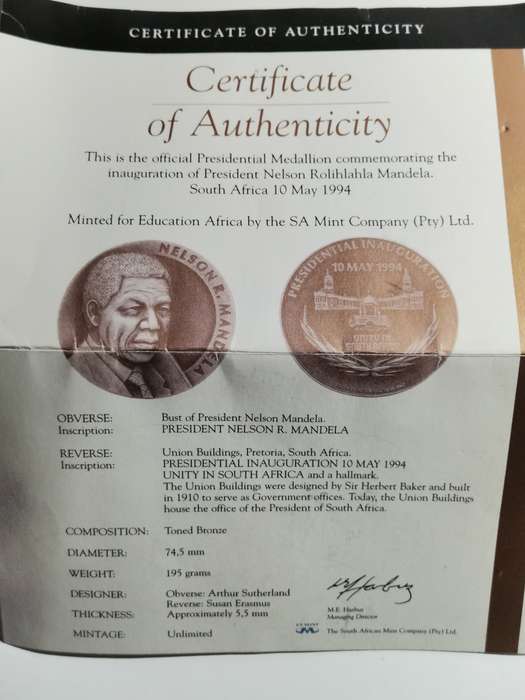 CERTIFICATE OF AUTHENTICITY
Certificate
of Authenticity
This is the official Presidential Medallion commemorating the
inauguration of President Nelson Rolihlahla Mandela.
South Africa 10 May 1994
Minted for Education Africa by the SA Mint Company (Pty) Ltd.
NELSON R. MANDELA
PRESIDENTIAL INAUGURATION
10 MAY 1994
UNITY IN
OBVERSE: Bust of President Nelson Mandela.
Inscription: PRESIDENT NELSON R. MANDELA
REVERSE: Union Buildings, Pretoria, South Africa.
Inscription: PRESIDENTIAL INAUGURATION 10 MAY 1994
UNITY IN SOUTH AFRICA and a hallmark.
The Union Buildings were designed by Sir Herbert Baker and built
in 1910 to serve as Government offices. Today, the Union Buildings
house the office of the President of South Africa.
COMPOSITION: Toned Bronze
DIAMETER: 74,5 mm
WEIGHT: 195 grams
DESIGNER: Obverse: Arthur Sutherland
Reverse: Susan Erasmus
THICKNESS: Approximately 5,5 mm
MINTAGE: Unlimited
Managing Director
SA MINT
The South African Mint Company (Pty) Ltd.